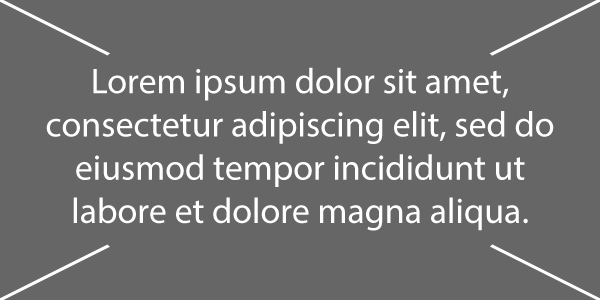 Lorem ipsum dolor sit amet,
consectetur adipiscing elit, sed do
eiusmod tempor incididunt ut
labore et dolore magna aliqua.